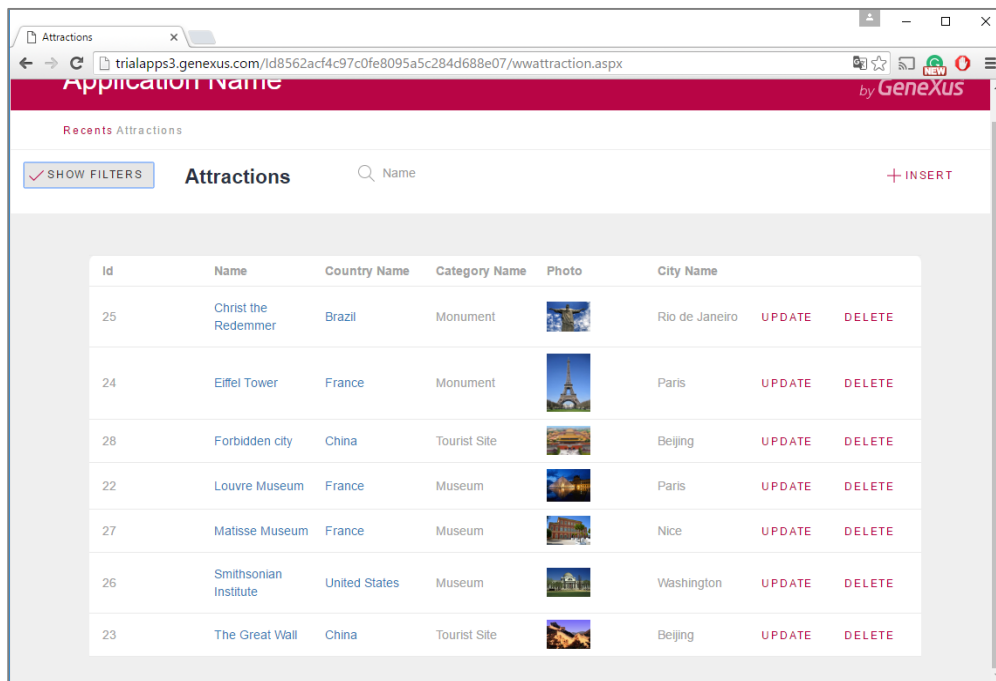 Attractions
trialapps3.genexus.com/Id8562acf4c97c0fe8095a5c284d688e07/wwattraction.aspx
NEW
Application Name
by GeneXus
Recents Attractions
SHOW FILTERS Attractions Name INSERT
Id Name Country Name Category Name Photo City Name
25 Christ the Redemmer Brazil Monument Rio de Janeiro UPDATE DELETE
24 Eiffel Tower France Monument Paris UPDATE DELETE
28 Forbidden city China Tourist Site Beijing UPDATE DELETE
22 Louvre Museum France Museum Paris UPDATE DELETE
27 Matisse Museum France Museum Nice UPDATE DELETE
26 Smithsonian Institute United States Museum Washington UPDATE DELETE
23 The Great Wall China Tourist Site Beijing UPDATE DELETE